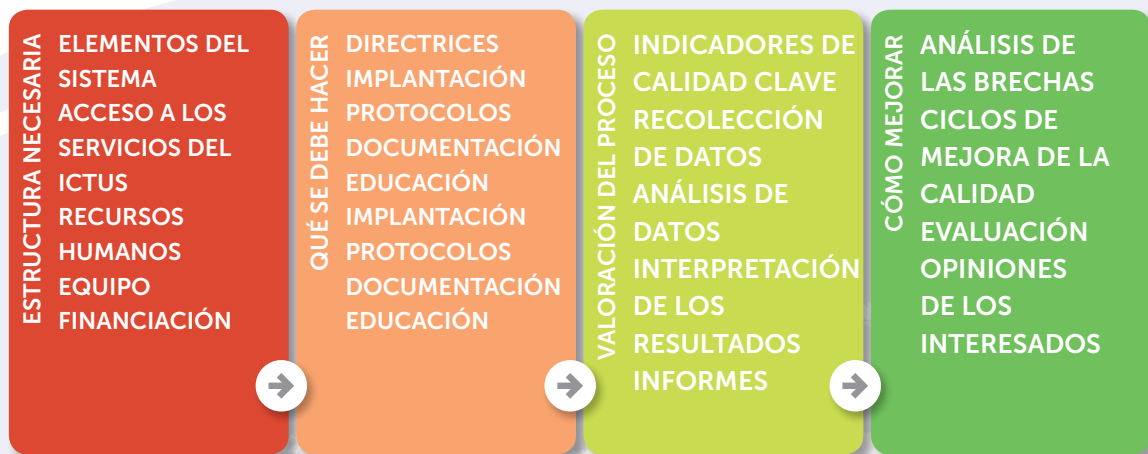 ESTRUCTURA NECESARIA
ELEMENTOS DEL
SISTEMA
ACCESO A LOS
SERVICIOS DEL
ICTUS
RECURSOS
HUMANOS
EQUIPO
FINANCIACIÓN
QUÉ SE DEBE HACER
DIRECTRICES
IMPLANTACIÓN
PROTOCOLOS
DOCUMENTACIÓN
EDUCACIÓN
IMPLANTACIÓN
PROTOCOLOS
DOCUMENTACIÓN
EDUCACIÓN
VALORACIÓN DEL PROCESO
INDICADORES DE
CALIDAD CLAVE
RECOLECCIÓN
DE DATOS
ANÁLISIS DE
DATOS
INTERPRETACIÓN
DE LOS
RESULTADOS
INFORMES
CÓMO MEJORAR
ANÁLISIS DE
LAS BRECHAS
CICLOS DE
MEJORA DE LA
CALIDAD
EVALUACIÓN
OPINIONES
DE LOS
INTERESADOS